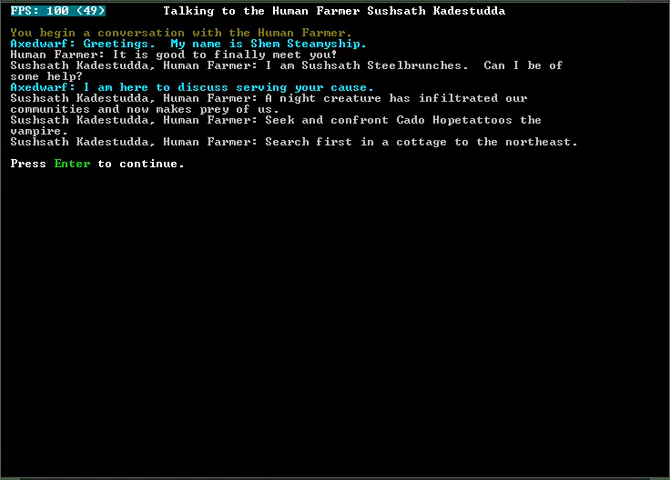 FPS: 100 (49) Talking to the Human Farmer Sushsath Kadestudda
You begin a conversation with the Human Farmer.
Axedwarf: Greetings.  My name is Shem Steamyship.
Human Farmer: It is good to finally meet you!
Sushsath Kadestudda, Human Farmer: I am Sushsath Steelbrunches.  Can I be of
some help?
Axedwarf: I am here to discuss serving your cause.
Sushsath Kadestudda, Human Farmer: A night creature has infiltrated our
communities and now makes prey of us.
Sushsath Kadestudda, Human Farmer: Seek and confront Cado Hopetattoos the
vampire.
Sushsath Kadestudda, Human Farmer: Search first in a cottage to the northeast.
Press Enter to continue.